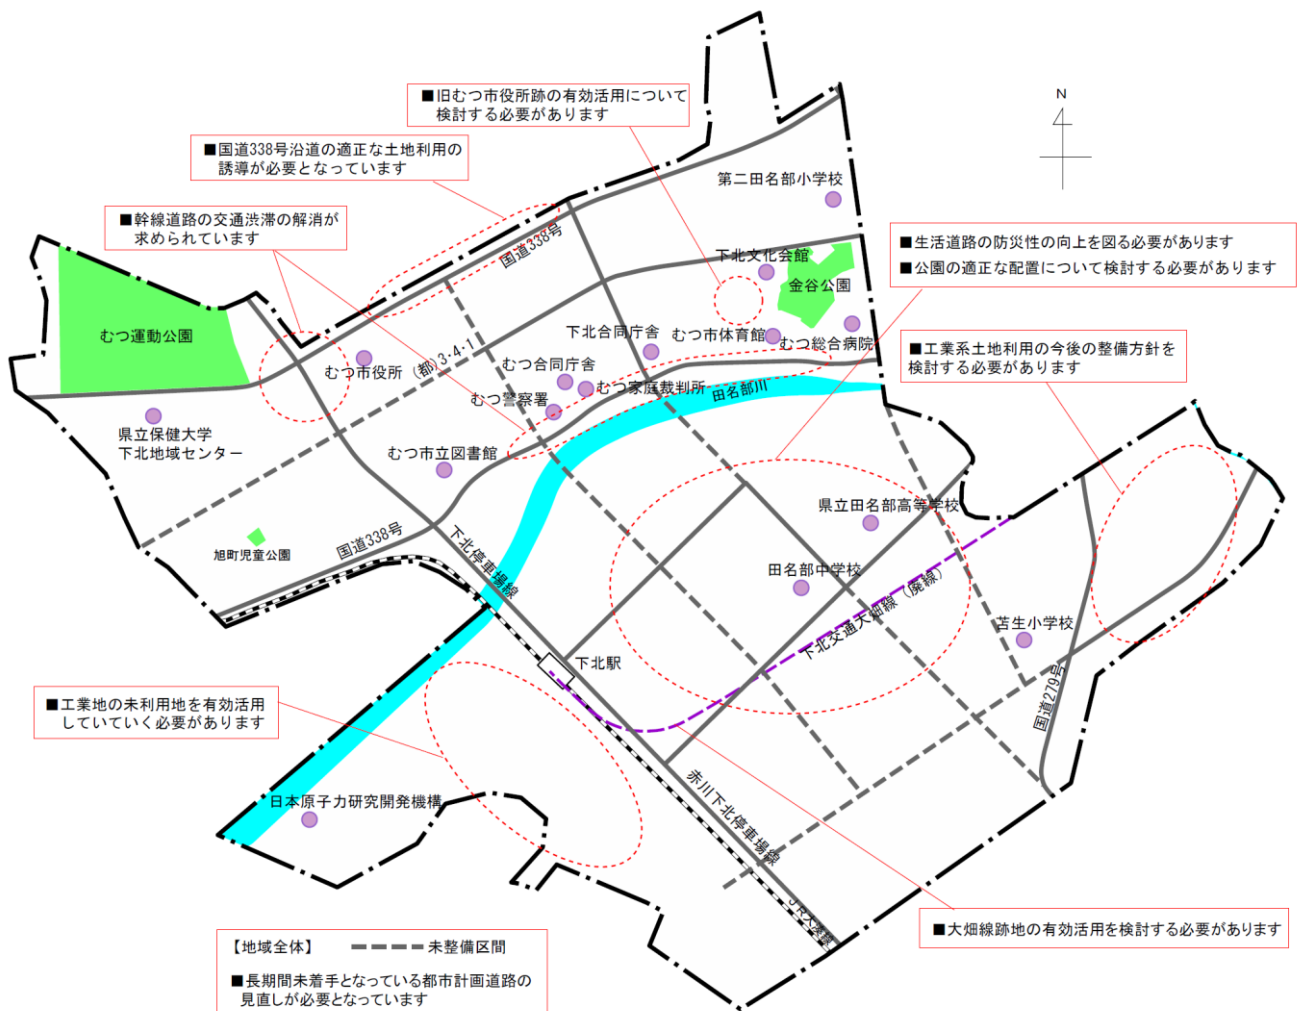 N
■旧むつ市役所跡の有効活用について
検討する必要があります
■国道338号沿道の適正な土地利用の
誘導が必要となっています
■幹線道路の交通渋滞の解消が
求められています
第二田名部小学校
国道338号
■生活道路の防災性の向上を図る必要があります
■公園の適正な配置について検討する必要があります
下北文化会館
金谷公園
むつ運動公園
下北合同庁舎
むつ市体育館
むつ総合病院
■工業系土地利用の今後の整備方針を
検討する必要があります
むつ市役所
(都)3・4・1
むつ合同庁舎
むつ家庭裁判所
田名部川
むつ警察署
県立保健大学
下北地域センター
むつ市立図書館
県立田名部高等学校
国道338号
旭町児童公園
下北停車場線
田名部中学校
下北交通大畑線(廃線)
苫生小学校
下北駅
国道279号
■工業地の未利用地を有効活用
していていく必要があります
日本原子力研究開発機構
赤川下北停車場線
JR大湊線
■大畑線跡地の有効活用を検討する必要があります
【地域全体】 未整備区間
■長期間未着手となっている都市計画道路の
見直しが必要となっています